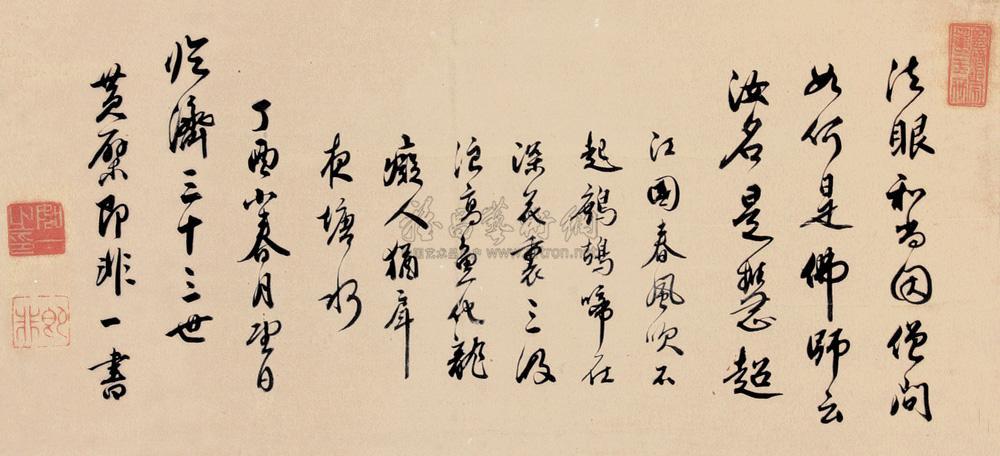 法眼和尚因僧問
如何是佛師云
汝名是慧超
江國春風吹不
起鷓鴣啼在
深花裏三汲
浪高魚化龍
癡人猶戽
夜塘水
丁酉小春月望日
臨濟三十三世
黄檗即非一書